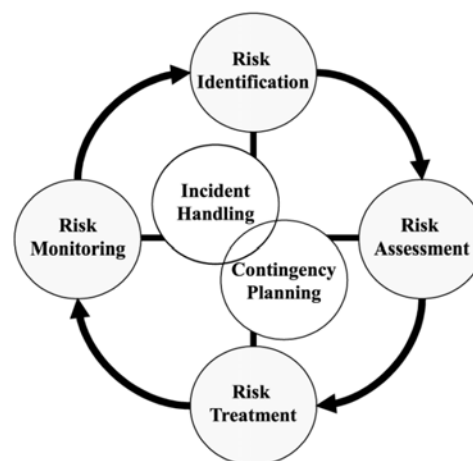 Risk
Identification
Incident
Handling
Risk
Monitoring
Risk
Assessment
Contingency
Planning
Risk
Treatment